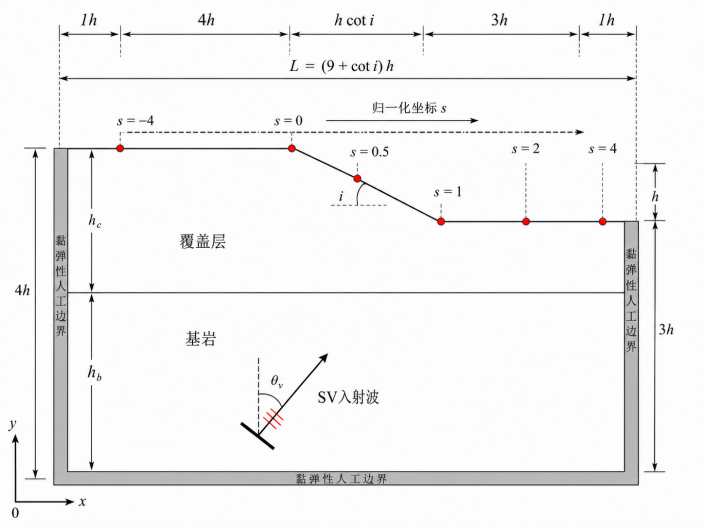 1h
4h
h cot i
3h
1h
L = (9 + cot i) h
归一化坐标 s
s = −4
s = 0
s = 0.5
s = 2
s = 4
i
s = 1
h
h_c
覆盖层
黏弹性人工边界
黏弹性人工边界
4h
3h
基岩
h_b
θ_v
SV入射波
黏弹性人工边界
y
x
0